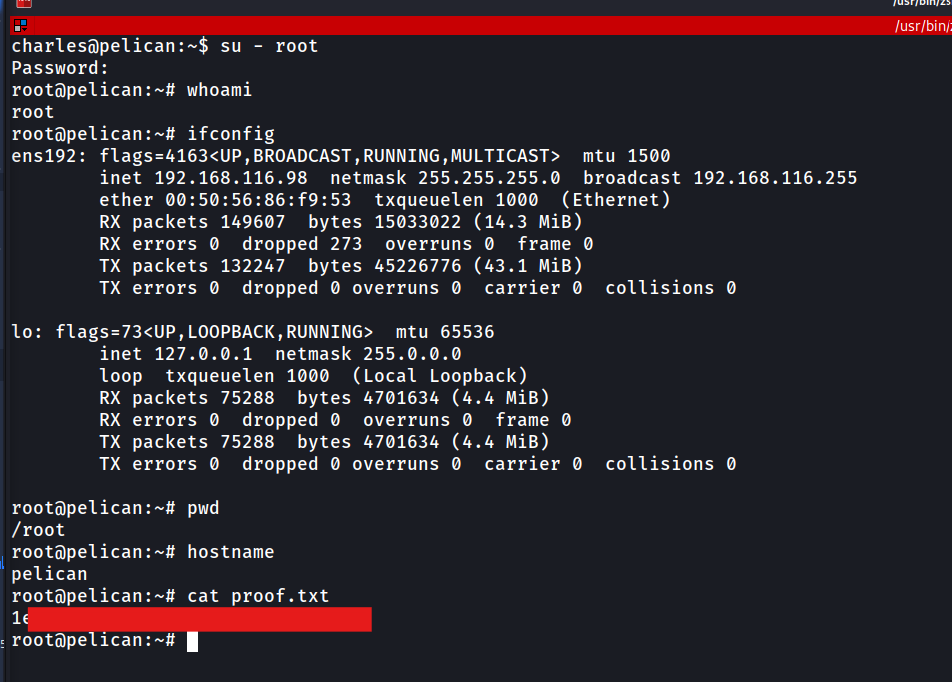 /usr/bin/zs
/usr/bin/z
charles@pelican:~$ su - root
Password:
root@pelican:~# whoami
root
root@pelican:~# ifconfig
ens192: flags=4163<UP,BROADCAST,RUNNING,MULTICAST>  mtu 1500
        inet 192.168.116.98  netmask 255.255.255.0  broadcast 192.168.116.255
        ether 00:50:56:86:f9:53  txqueuelen 1000  (Ethernet)
        RX packets 149607  bytes 15033022 (14.3 MiB)
        RX errors 0  dropped 273  overruns 0  frame 0
        TX packets 132247  bytes 45226776 (43.1 MiB)
        TX errors 0  dropped 0 overruns 0  carrier 0  collisions 0
lo: flags=73<UP,LOOPBACK,RUNNING>  mtu 65536
        inet 127.0.0.1  netmask 255.0.0.0
        loop  txqueuelen 1000  (Local Loopback)
        RX packets 75288  bytes 4701634 (4.4 MiB)
        RX errors 0  dropped 0  overruns 0  frame 0
        TX packets 75288  bytes 4701634 (4.4 MiB)
        TX errors 0  dropped 0 overruns 0  carrier 0  collisions 0
root@pelican:~# pwd
/root
root@pelican:~# hostname
pelican
root@pelican:~# cat proof.txt
1e
root@pelican:~#